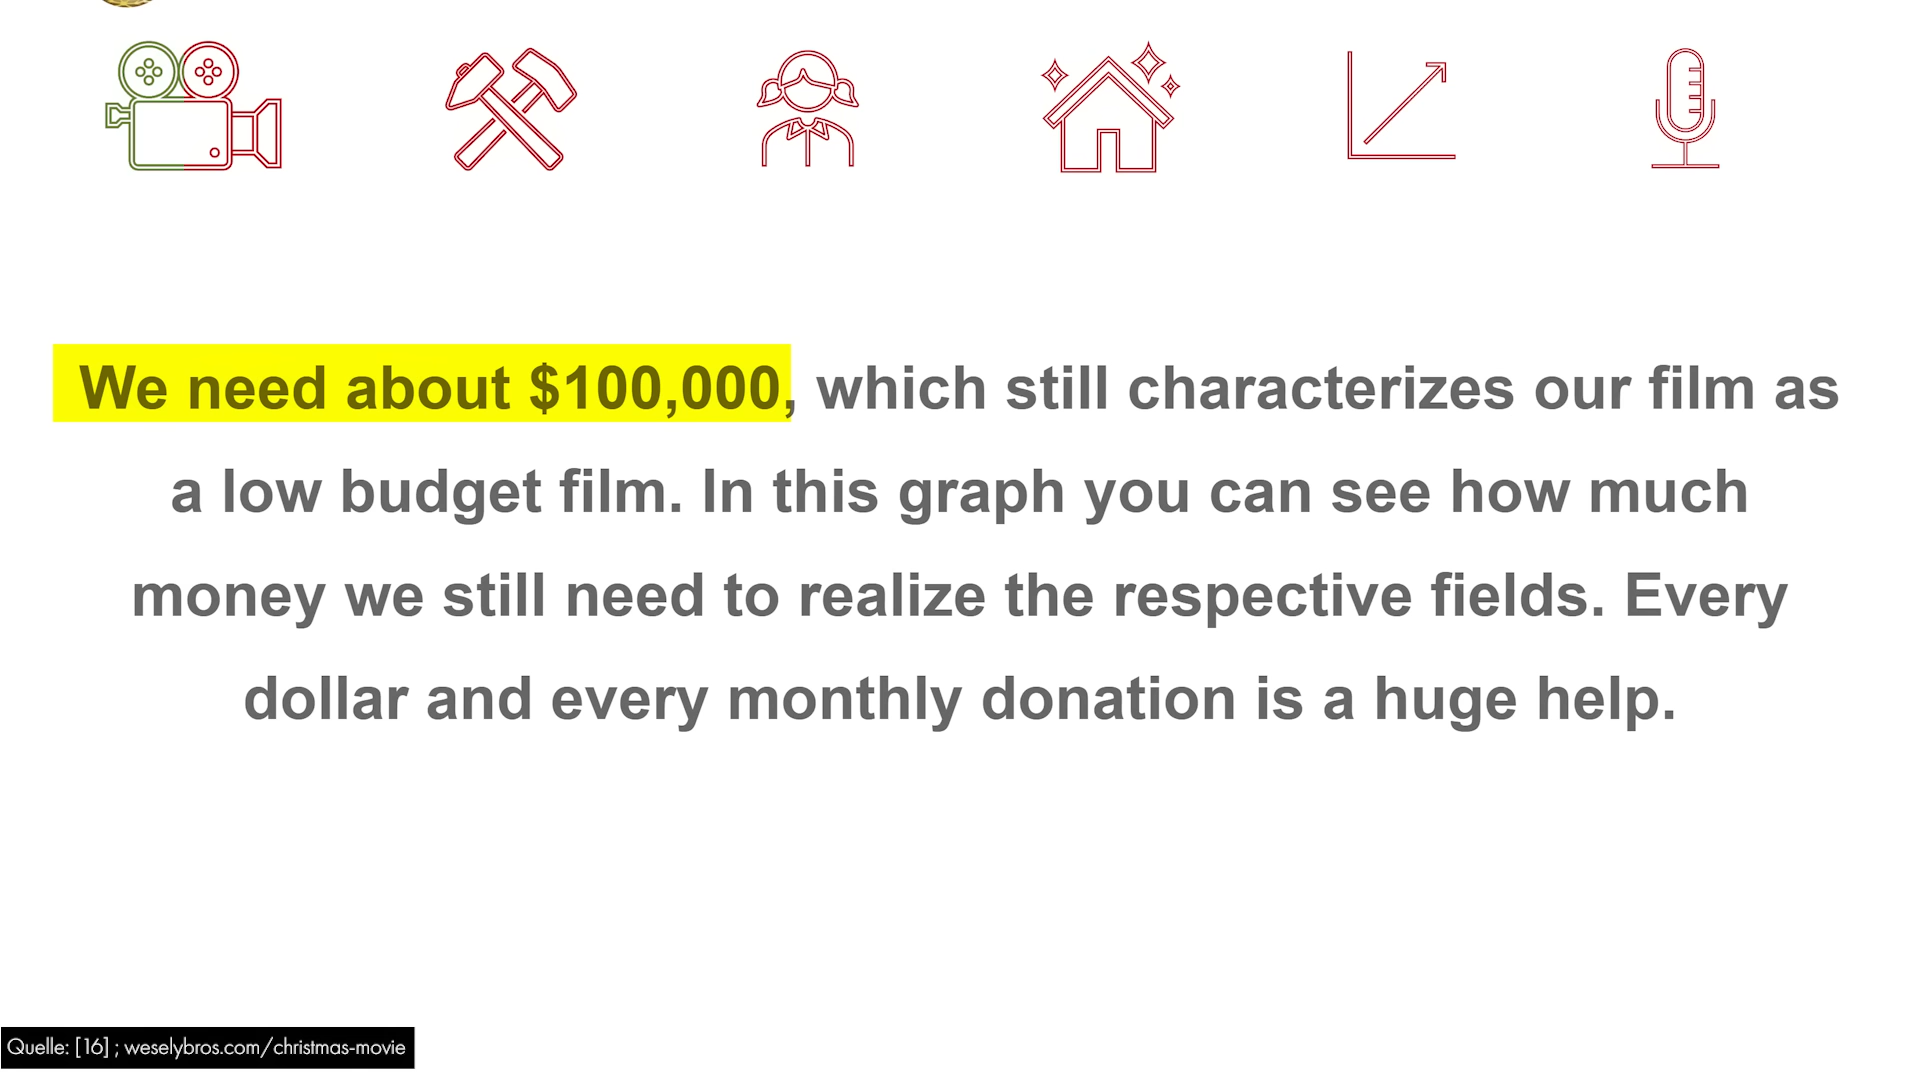 We need about $100,000, which still characterizes our film as
a low budget film. In this graph you can see how much
money we still need to realize the respective fields. Every
dollar and every monthly donation is a huge help.
Quelle: [16] ; weselybros.com/christmas-movie